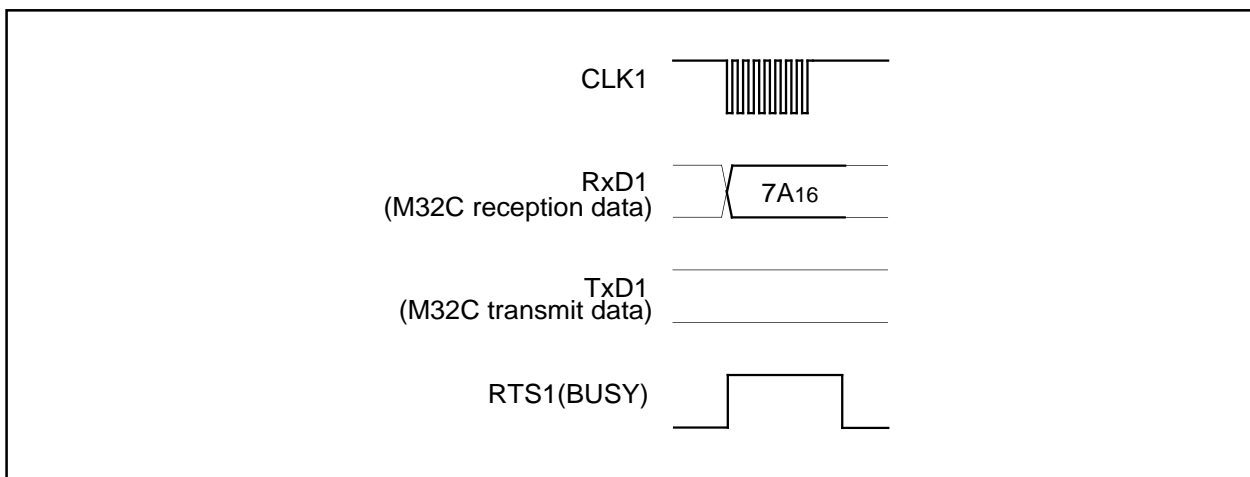 CLK1
RxD1
(M32C reception data)
7A16
TxD1
(M32C transmit data)
RTS1(BUSY)